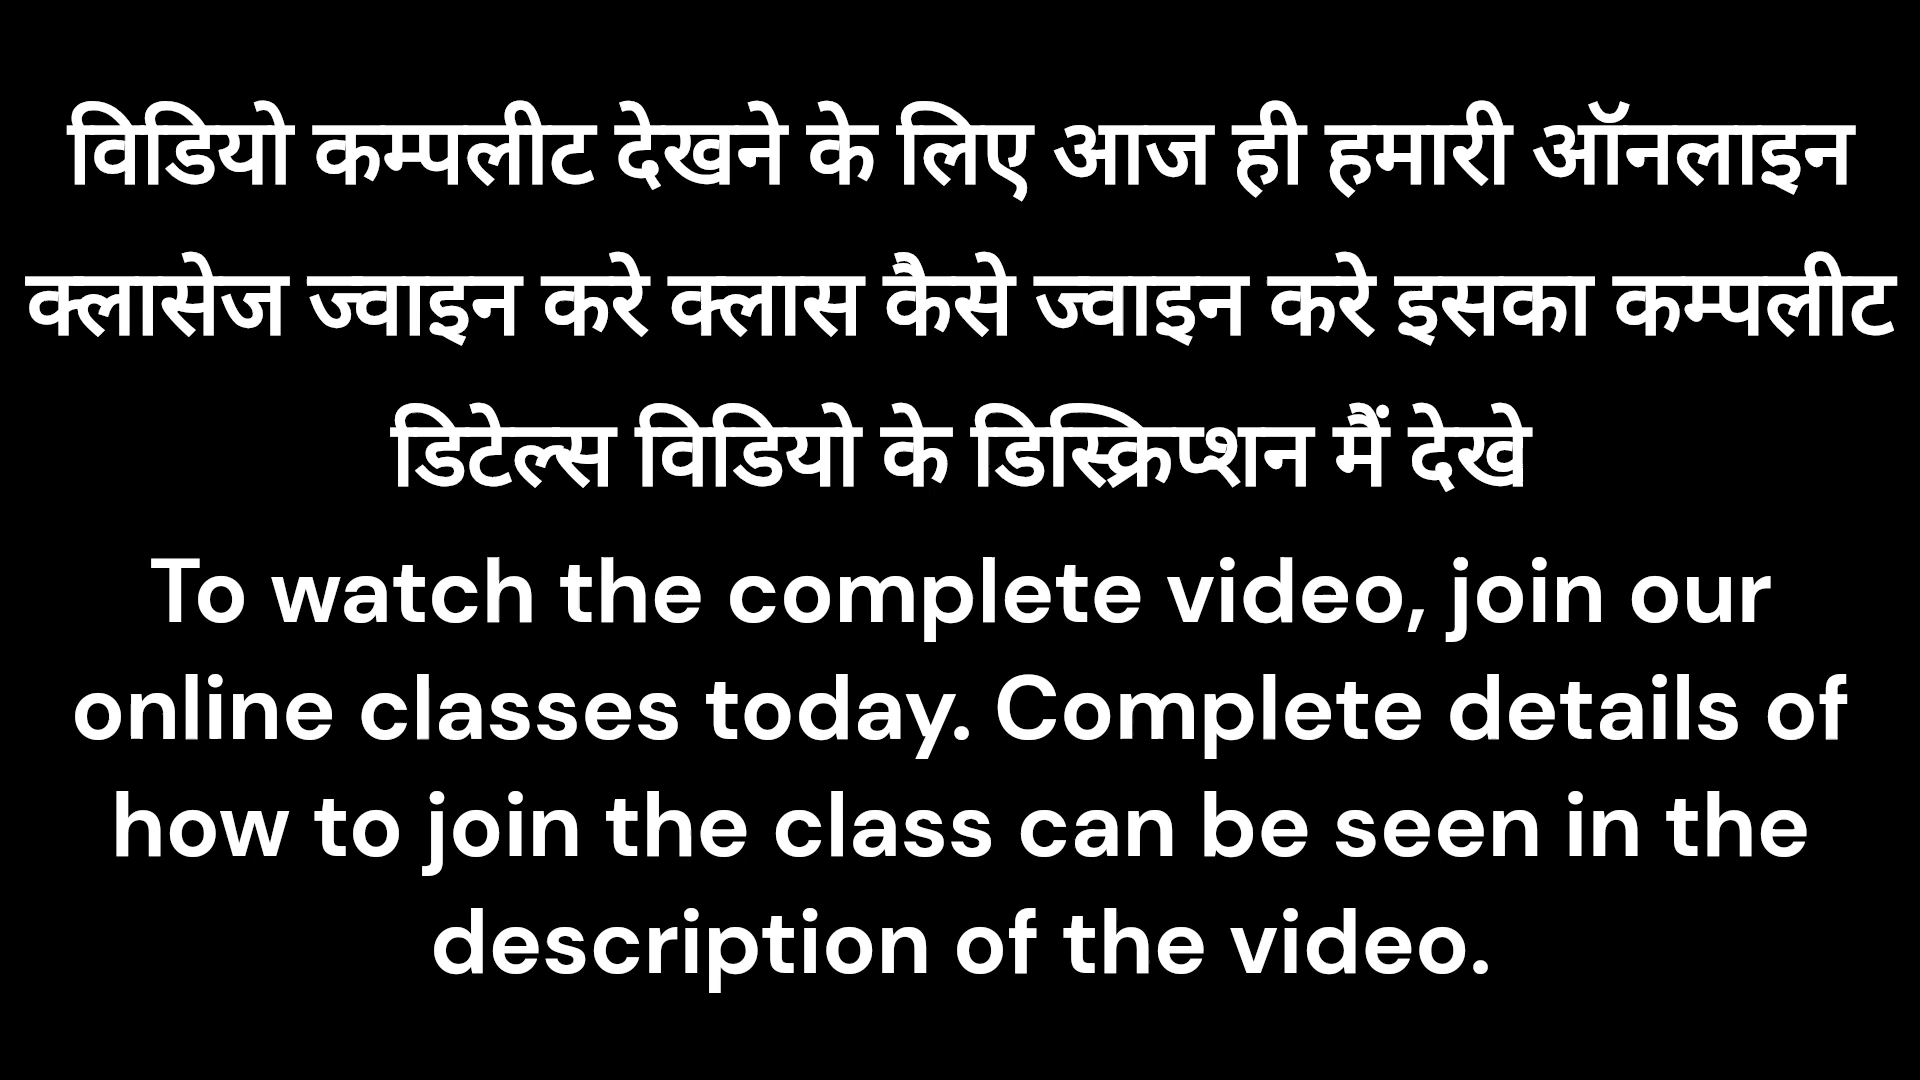 विडियो कम्पलीट देखने के लिए आज ही हमारी ऑनलाइन
क्लासेज ज्वाइन करे क्लास कैसे ज्वाइन करे इसका कम्पलीट
डिटेल्स विडियो के डिस्क्रिप्शन मैं देखे
To watch the complete video, join our
online classes today. Complete details of
how to join the class can be seen in the
description of the video.